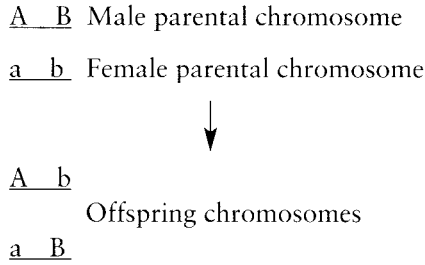 A B Male parental chromosome
a b Female parental chromosome
A b
Offspring chromosomes
a B